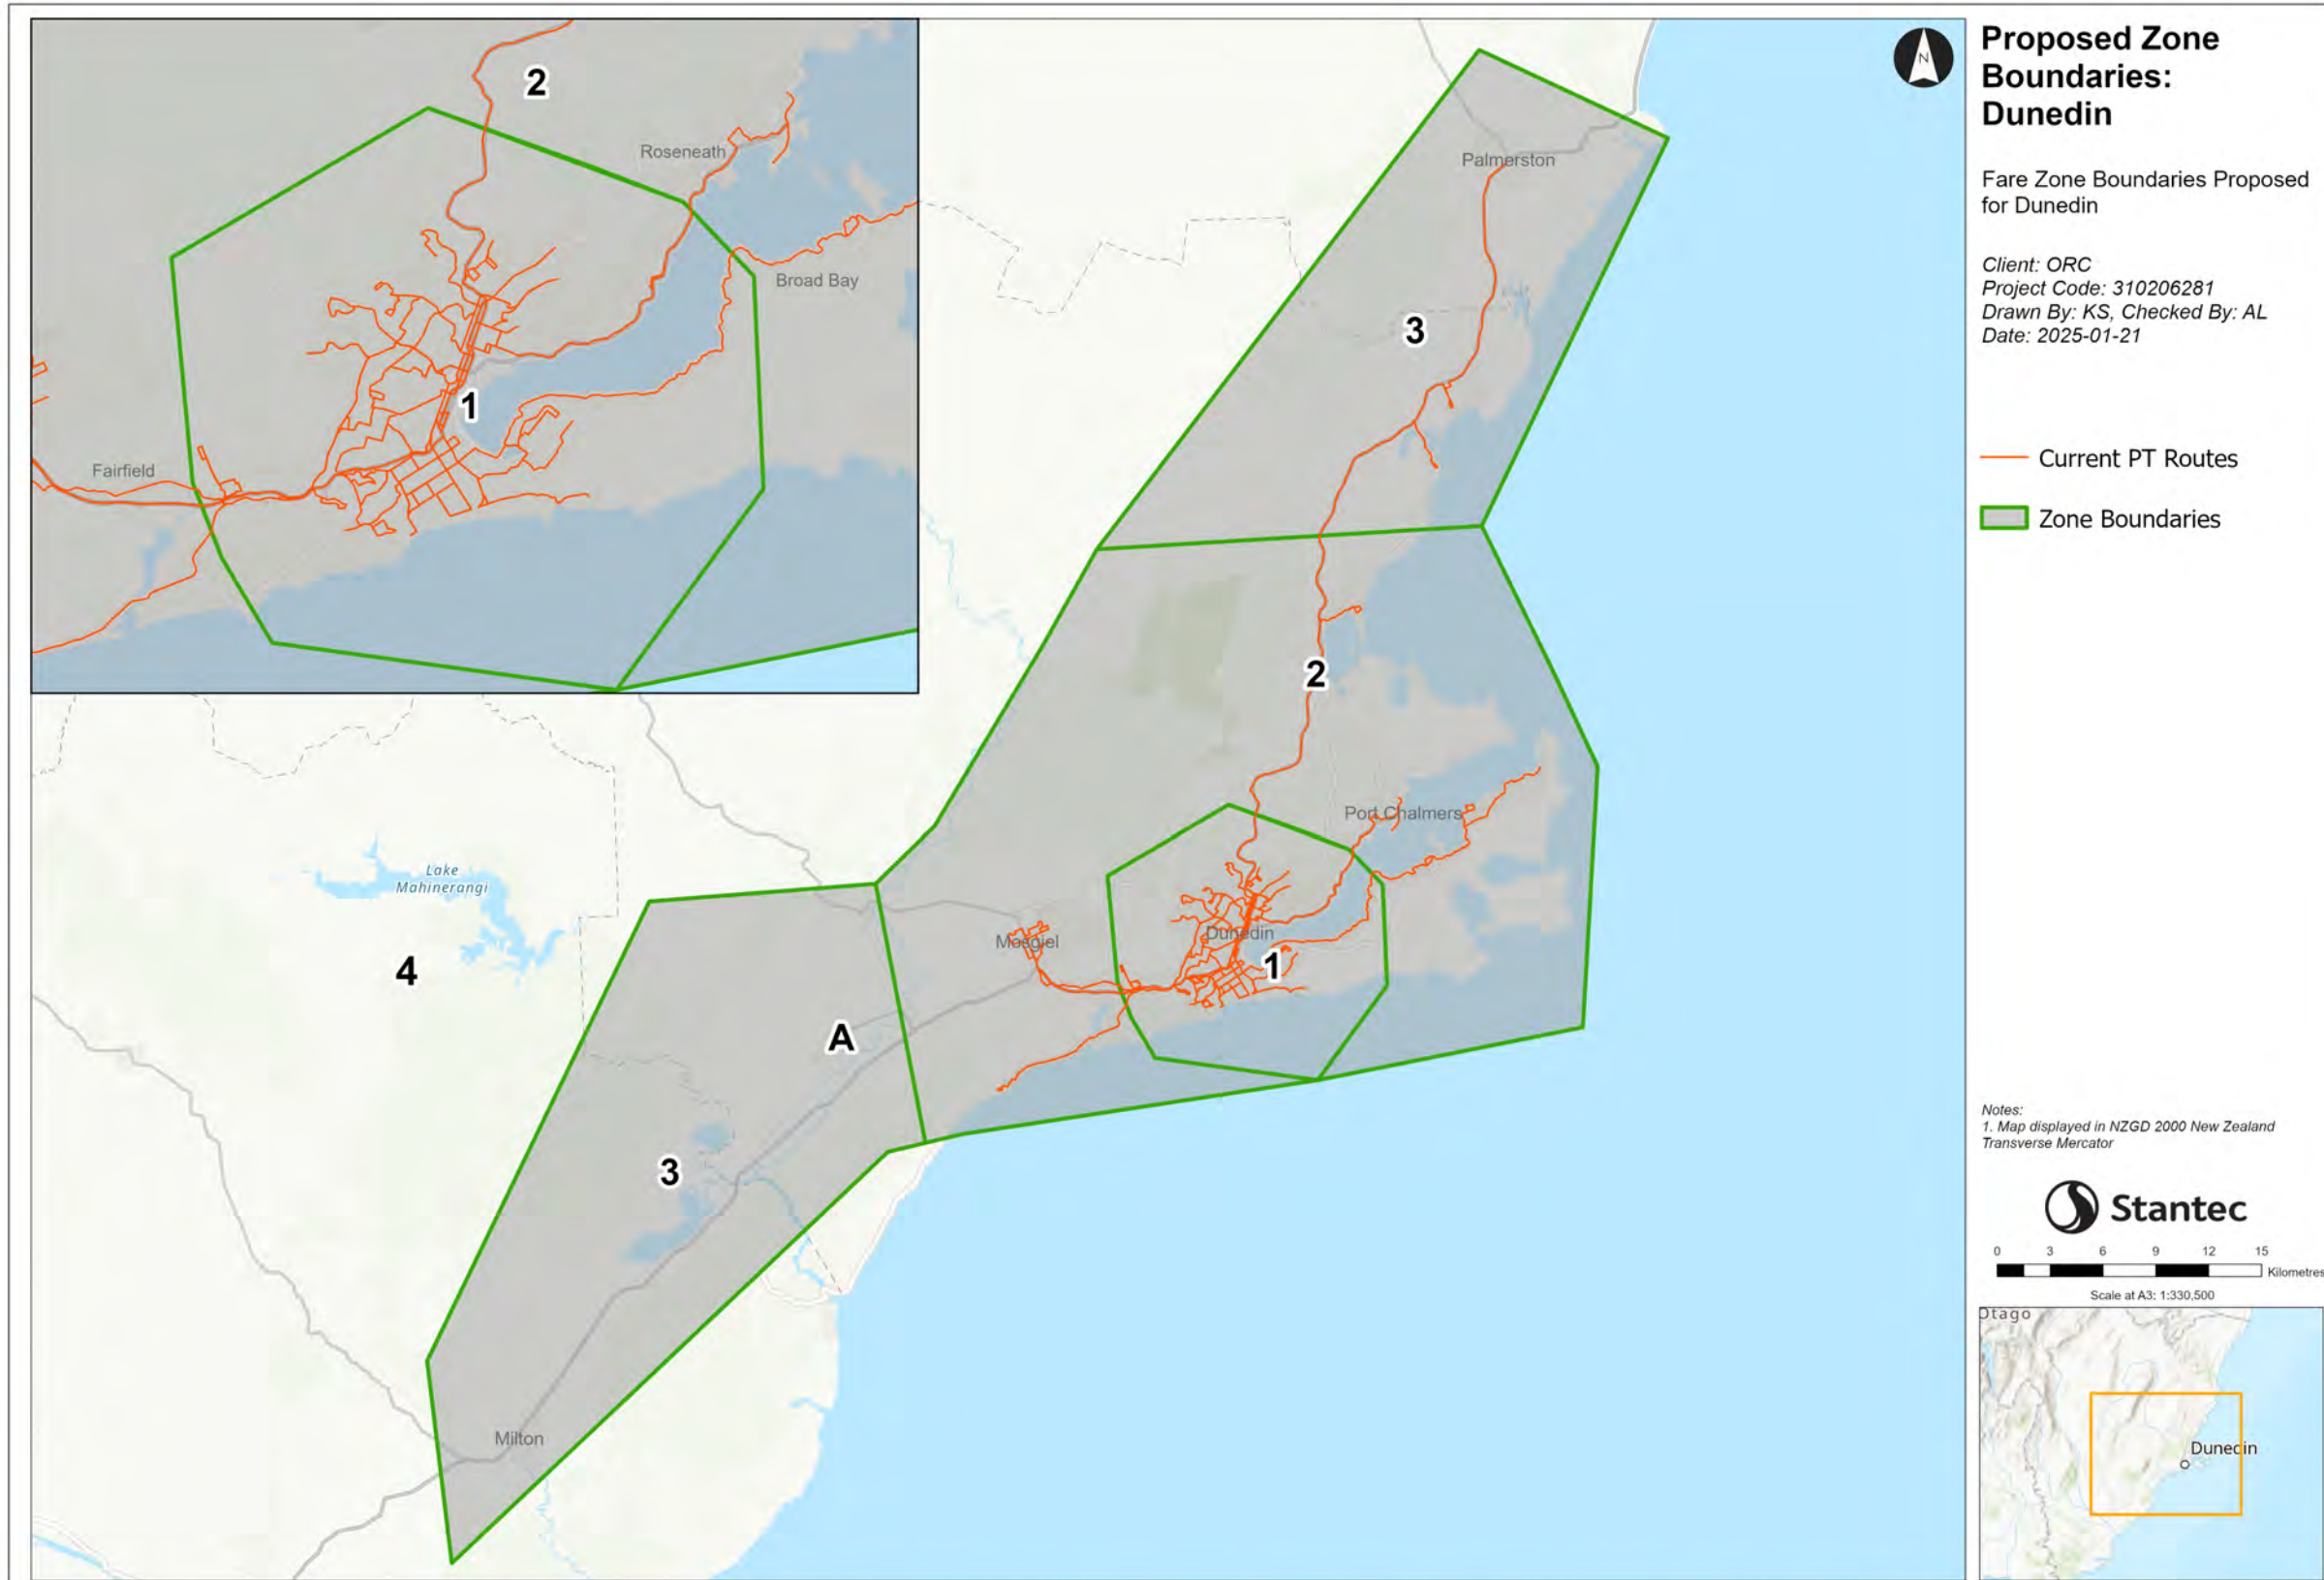 2
Roseneath
Broad Bay
1
Fairfield
N
Palmerston
3
2
Port Chalmers
Lake
Mahinerangi
Mosgiel
Dunedin
1
4
A
3
Milton
Proposed Zone
Boundaries:
Dunedin
Fare Zone Boundaries Proposed
for Dunedin
Client: ORC
Project Code: 310206281
Drawn By: KS, Checked By: AL
Date: 2025-01-21
Current PT Routes
Zone Boundaries
Notes:
1. Map displayed in NZGD 2000 New Zealand
Transverse Mercator
Stantec
0 3 6 9 12 15
Kilometres
Scale at A3: 1:330,500
Otago
Dunedin